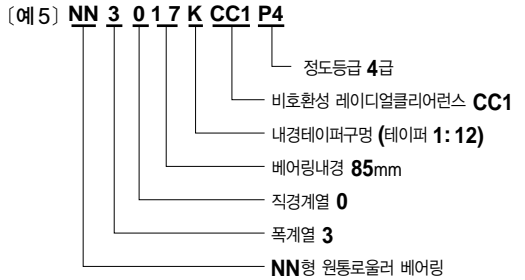 〔예 5〕 NN 3 0 1 7 K CC1 P4
정도등급 4급
비호환성 레이디얼클리어런스 CC1
내경테이퍼구멍 (테이퍼 1 : 12)
베어링내경 85mm
직경계열 0
폭계열 3
NN형 원통로울러 베어링